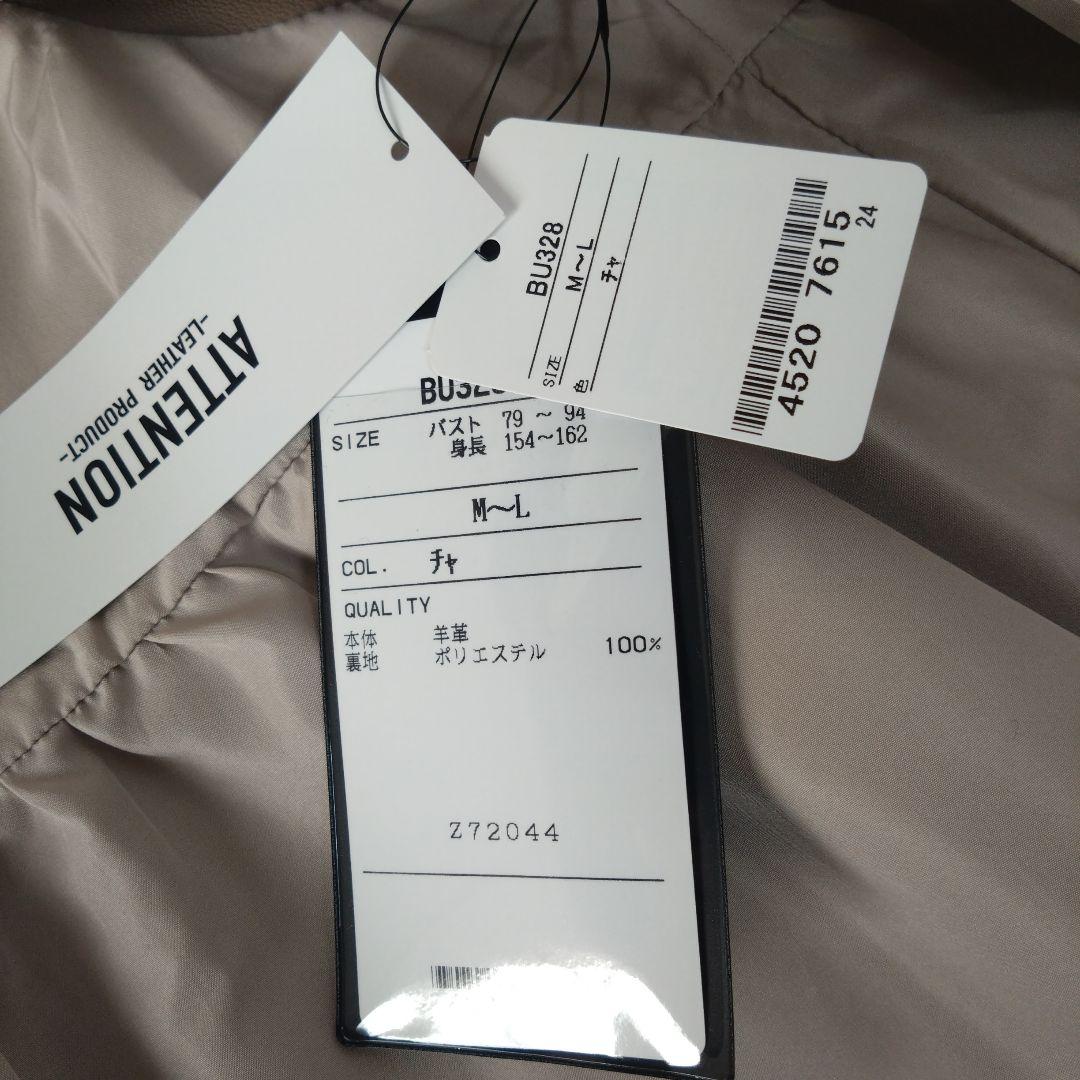 ATTENTION
-LEATHER PRODUCT-
BU328
SIZE M～L
色 チャ
4520 7615
24
SIZE バスト 79 ～ 94
身長 154～162
M～L
COL. チャ
QUALITY
本体 羊革
裏地 ポリエステル 100%
Z72044